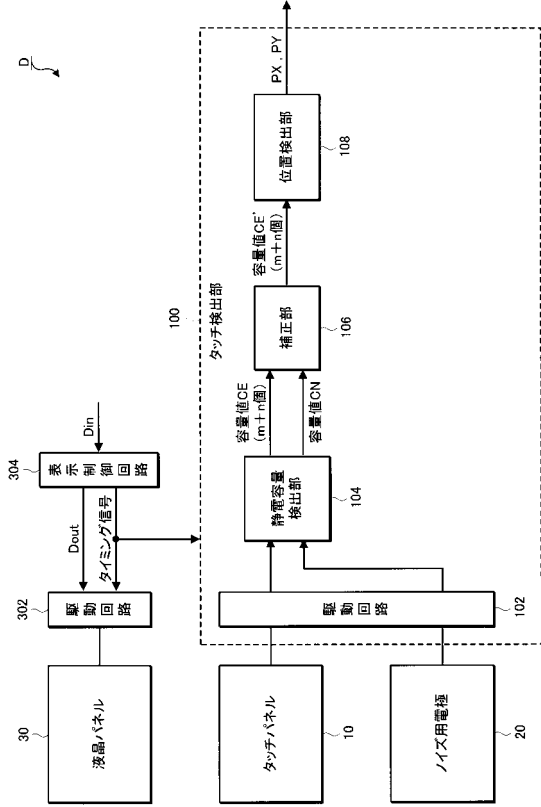 D
30
液晶パネル
302
駆動回路
Dout
タイミング信号
304
表示制御回路
Din
100
タッチ検出部
タッチパネル
10
ノイズ用電極
20
駆動回路
102
静電容量
検出部
104
容量値CE
(m+n個)
容量値CN
補正部
106
容量値CE'
(m+n個)
位置検出部
108
PX , PY